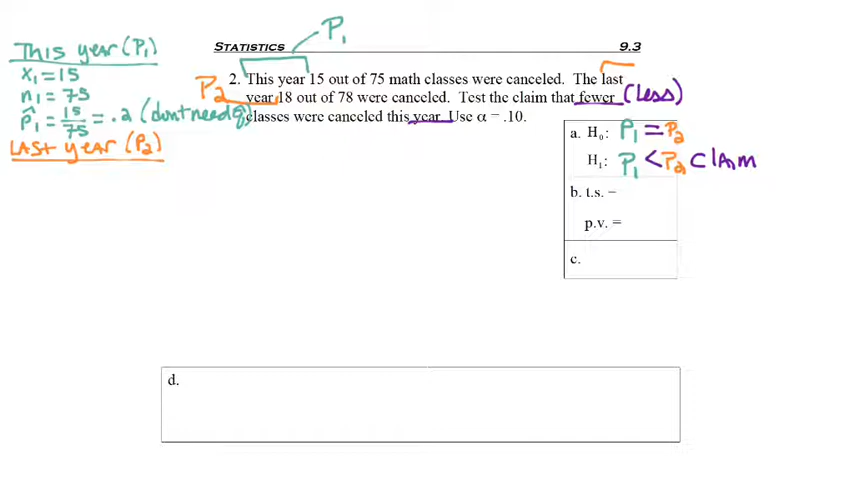 This year (P₁)
x₁ = 15
n₁ = 75
p̂₁ = 15/75 = .2 (dont need q̂)
LAST year (P₂)
P₁
STATISTICS 9.3
P₂
2. This year 15 out of 75 math classes were canceled. The last
year 18 out of 78 were canceled. Test the claim that fewer (less)
classes were canceled this year. Use α = .10.
a. H₀: P₁ = P₂
H₁: P₁ < P₂ claim
b. t.s. =
p.v. =
c.
d.